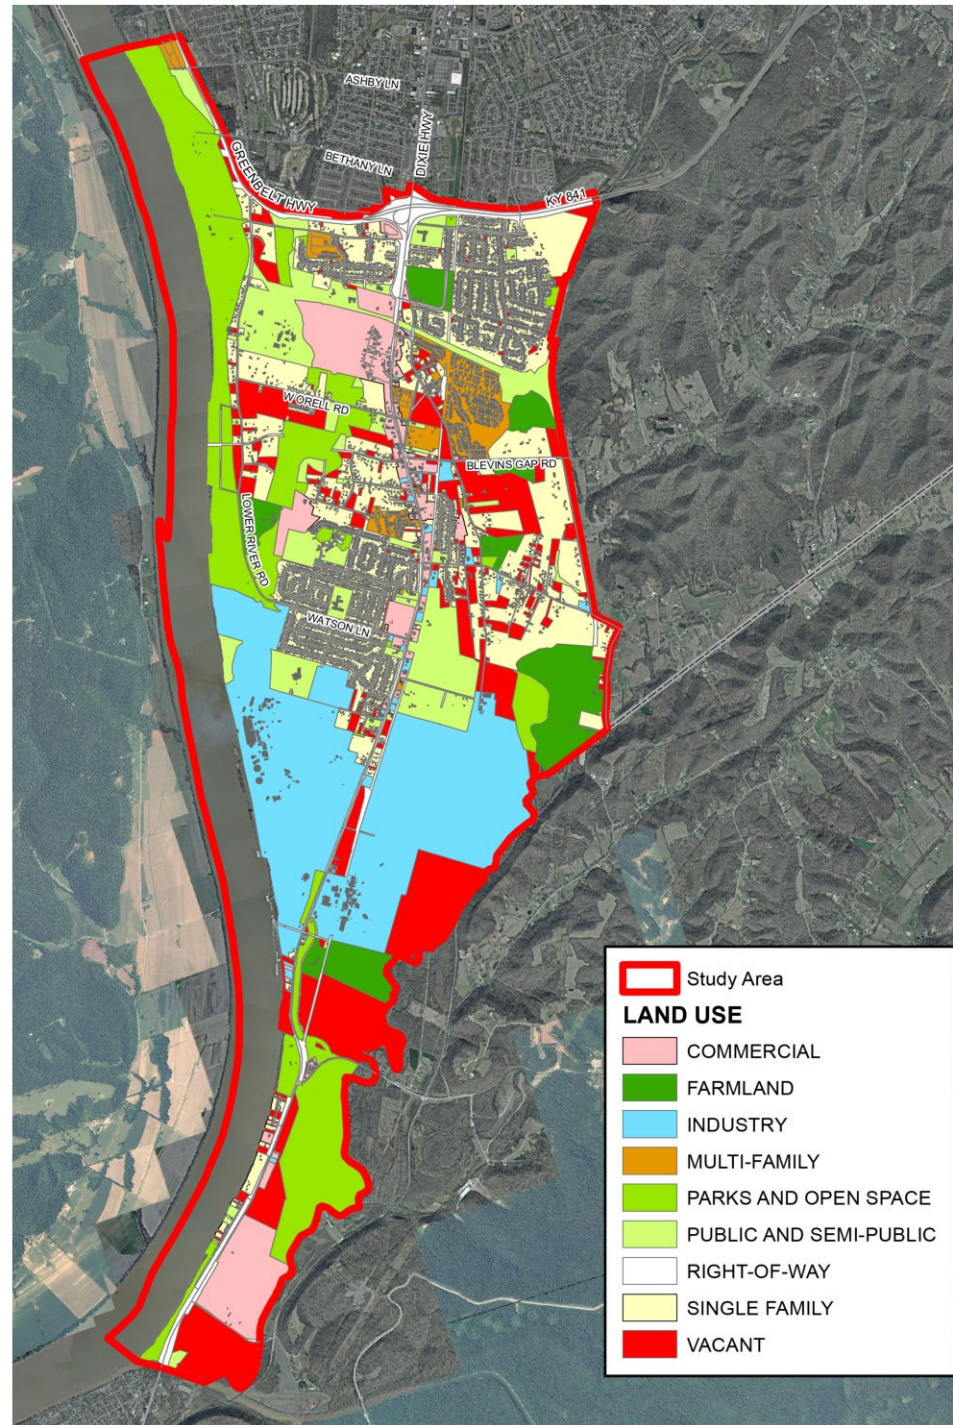 ASHBY LN
DIXIE HWY
BETHANY LN
GREENBELT HWY
KY 841
W ORELL RD
BLEVINS GAP RD
LOWER RIVER RD
WATSON LN
Study Area
LAND USE
COMMERCIAL
FARMLAND
INDUSTRY
MULTI-FAMILY
PARKS AND OPEN SPACE
PUBLIC AND SEMI-PUBLIC
RIGHT-OF-WAY
SINGLE FAMILY
VACANT